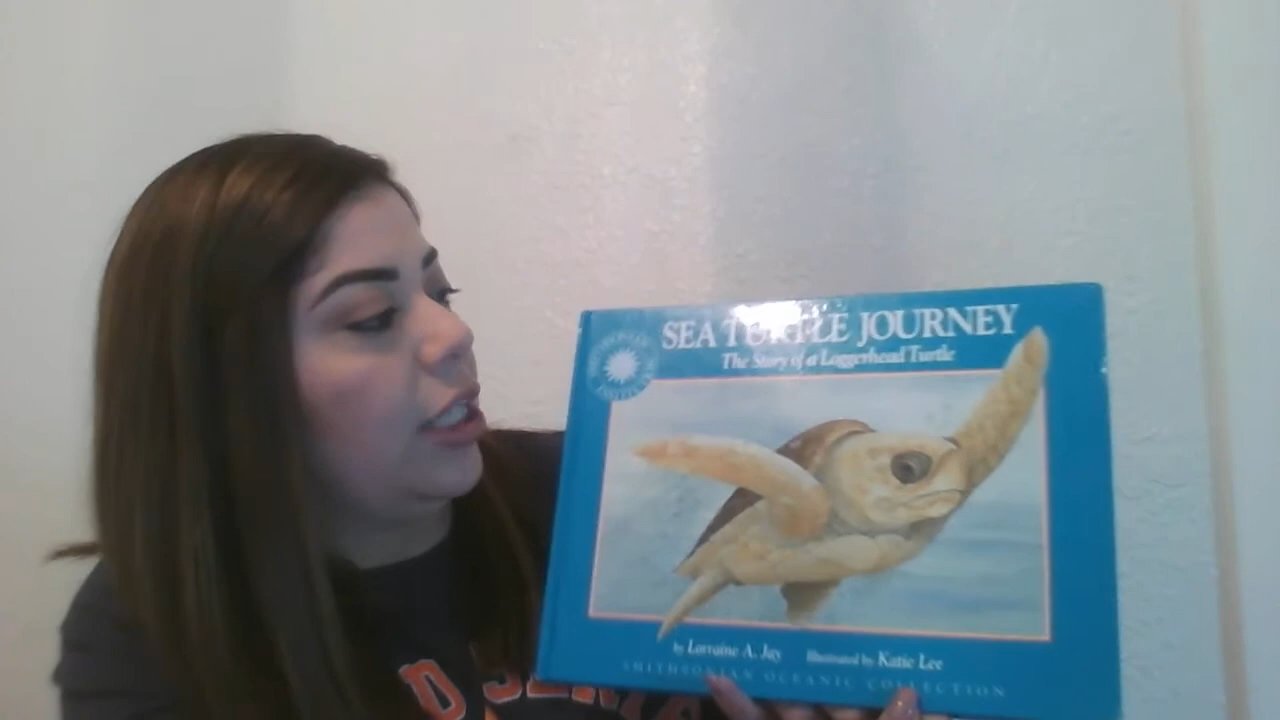 SEA TURTLE JOURNEY
The Story of a Loggerhead Turtle
by Lorraine A. Jay Illustrated by Katie Lee
SMITHSONIAN OCEANIC COLLECTION